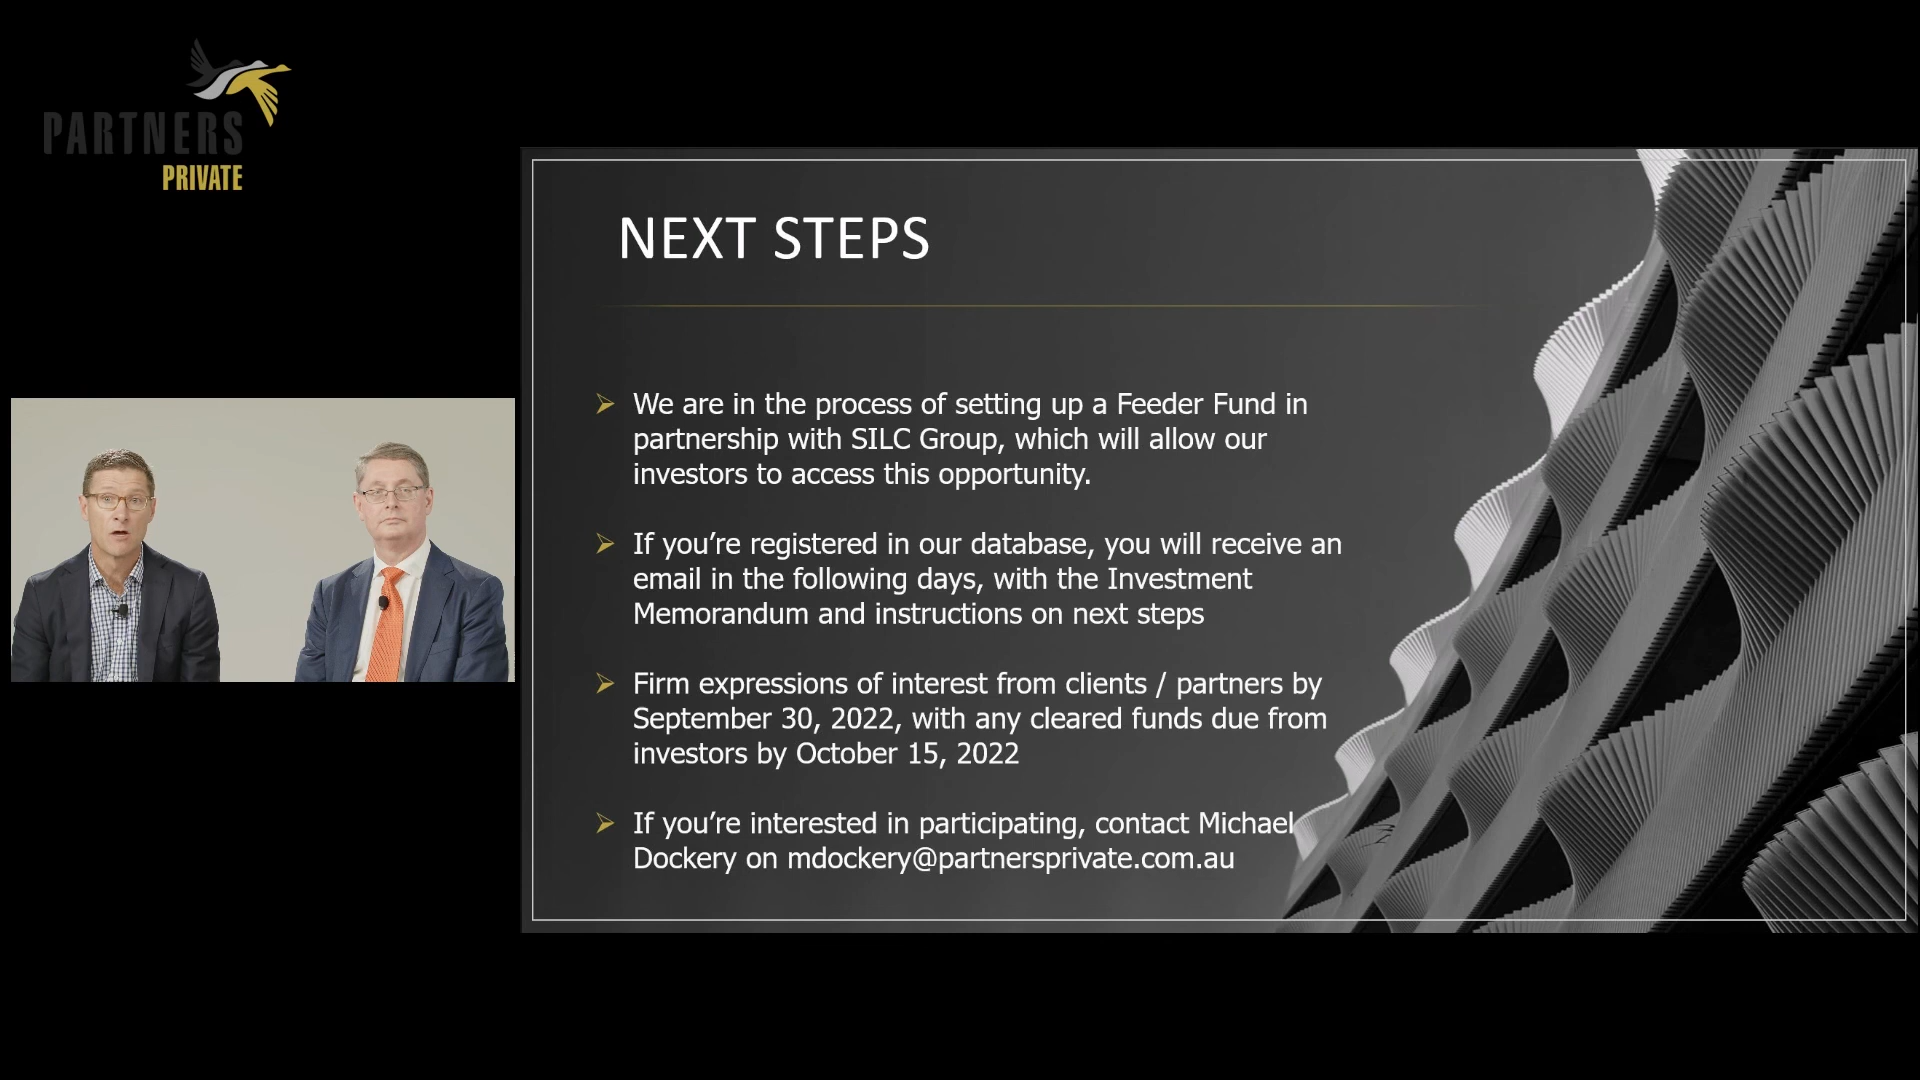 PARTNERS
PRIVATE
NEXT STEPS
We are in the process of setting up a Feeder Fund in
partnership with SILC Group, which will allow our
investors to access this opportunity.
If you’re registered in our database, you will receive an
email in the following days, with the Investment
Memorandum and instructions on next steps
Firm expressions of interest from clients / partners by
September 30, 2022, with any cleared funds due from
investors by October 15, 2022
If you’re interested in participating, contact Michael
Dockery on mdockery@partnersprivate.com.au